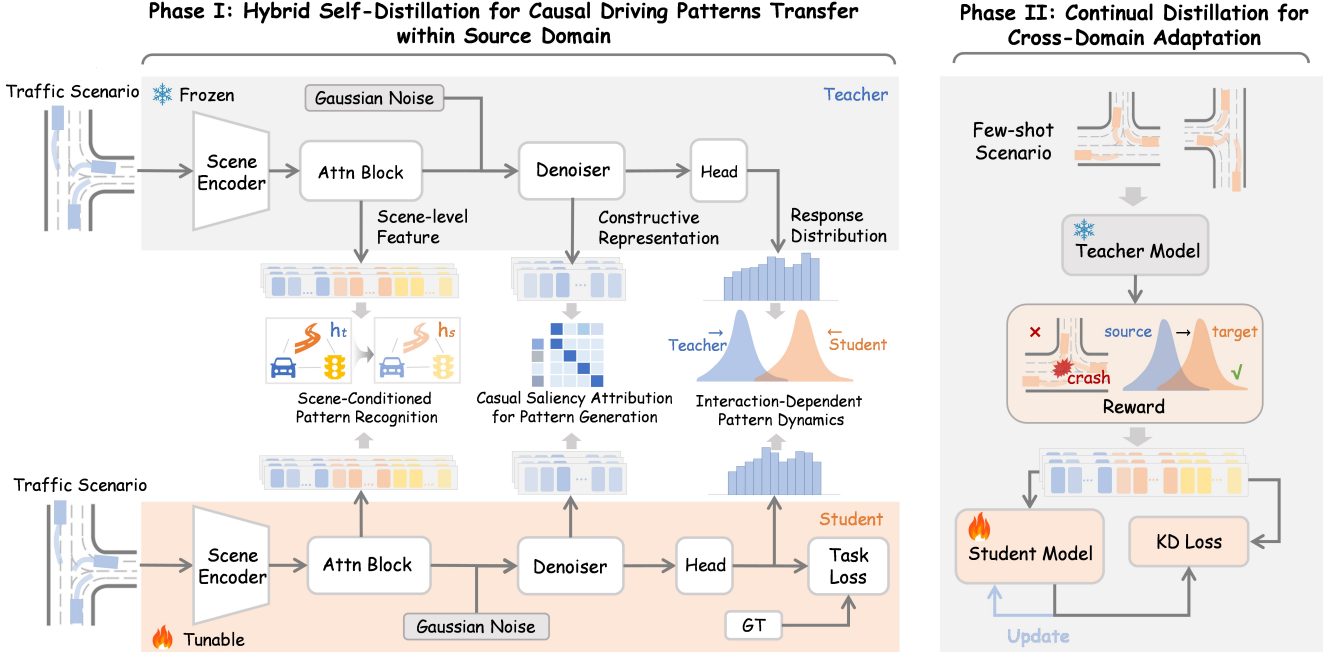 Phase I: Hybrid Self-Distillation for Causal Driving Patterns Transfer
within Source Domain
Phase II: Continual Distillation for
Cross-Domain Adaptation
Traffic Scenario
Frozen
Gaussian Noise
Teacher
Scene
Encoder
Attn Block
Denoiser
Head
Scene-level
Feature
Constructive
Representation
Response
Distribution
...
...
ht
hs
Teacher
→
←
Student
Scene-Conditioned
Pattern Recognition
Casual Saliency Attribution
for Pattern Generation
Interaction-Dependent
Pattern Dynamics
...
...
Traffic Scenario
Student
Scene
Encoder
Attn Block
Denoiser
Head
Task
Loss
Gaussian Noise
GT
Tunable
Few-shot
Scenario
Teacher Model
×
crash
source
→
target
√
Reward
...
Student Model
KD Loss
Update